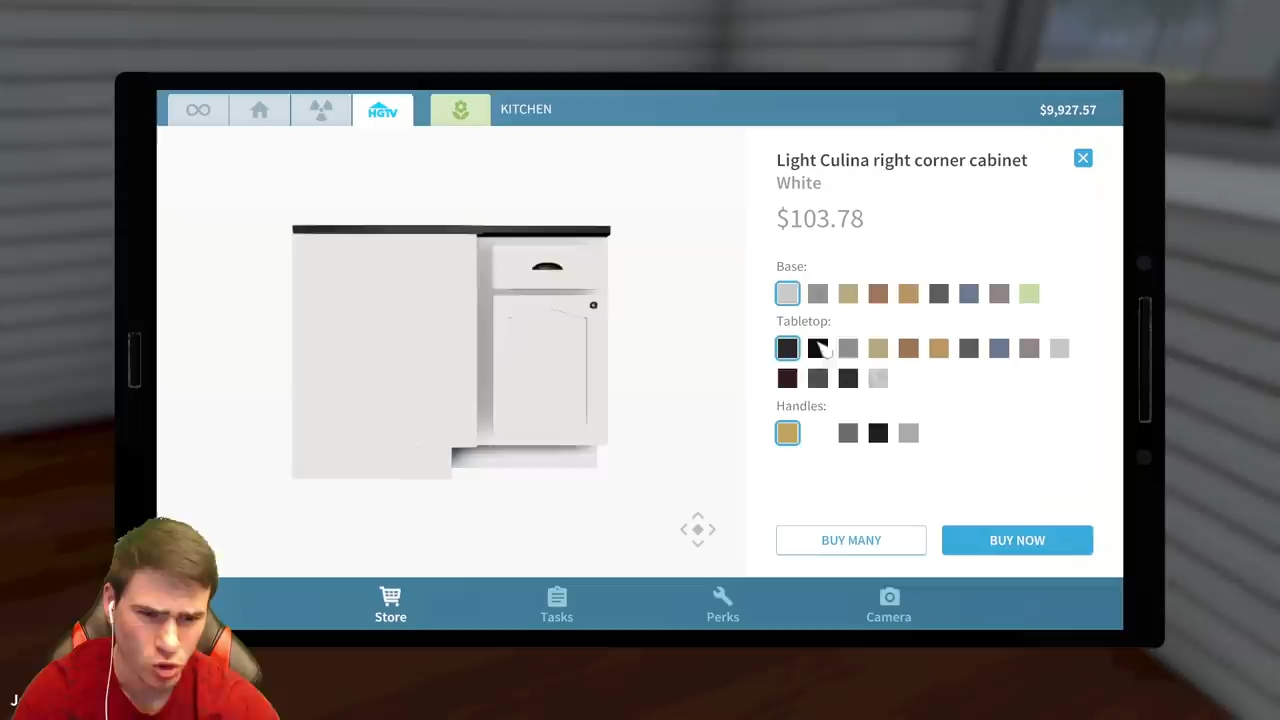 HGTV
KITCHEN
$9,927.57
Light Culina right corner cabinet
White
$103.78
Base:
Tabletop:
Handles:
BUY MANY
BUY NOW
Store
Tasks
Perks
Camera